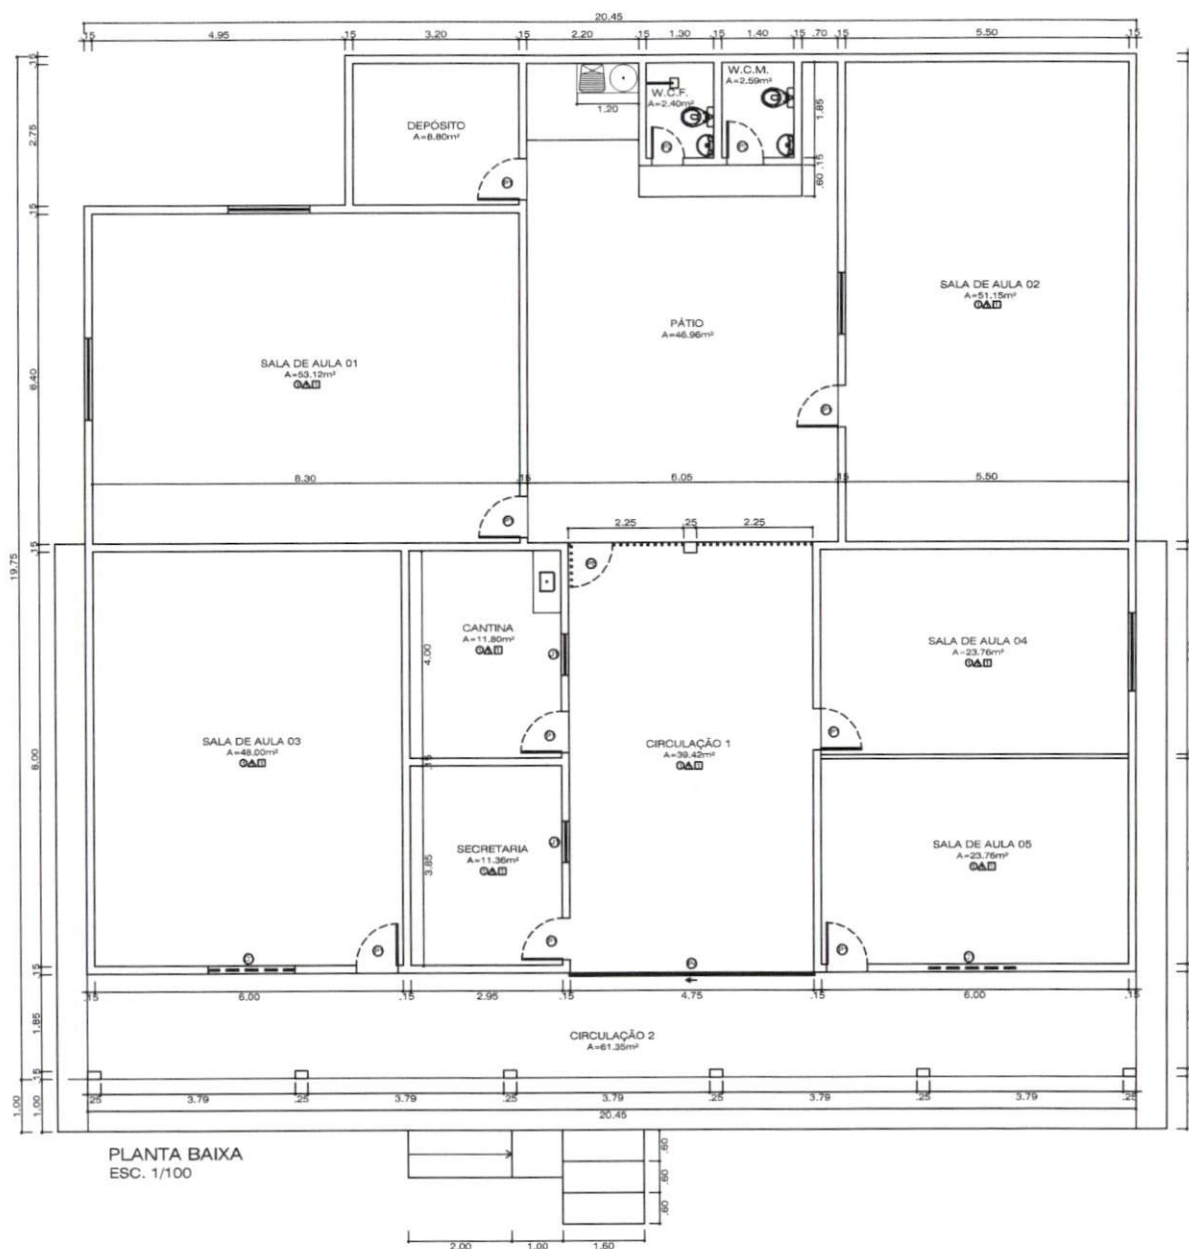 20.45
.15
4.95
.15
3.20
.15
2.20
.15
1.30
.15
1.40
.15
.70
.15
5.50
.15
.15
2.75
.15
6.40
.15
19.75
8.00
.15
1.85
.15
1.00
1.00
DEPÓSITO
A=8.80m²
1.20
W.C.F.
A=2.40m²
W.C.M.
A=2.59m²
1.85
.15
.60
SALA DE AULA 02
A=51.15m²
PÁTIO
A=46.96m²
SALA DE AULA 01
A=53.12m²
8.30
.15
6.05
.15
5.50
2.25
.25
2.25
CANTINA
A=11.80m²
4.00
.15
SALA DE AULA 04
A=23.76m²
SALA DE AULA 03
A=48.00m²
CIRCULAÇÃO 1
A=39.42m²
SECRETARIA
A=11.36m²
3.85
SALA DE AULA 05
A=23.76m²
.15
6.00
.15
2.95
.15
4.75
.15
6.00
.15
CIRCULAÇÃO 2
A=61.35m²
.25
3.79
.25
3.79
.25
3.79
.25
3.79
.25
3.79
.25
20.45
PLANTA BAIXA
ESC. 1/100
.60
.60
.60
2.00
1.00
1.60